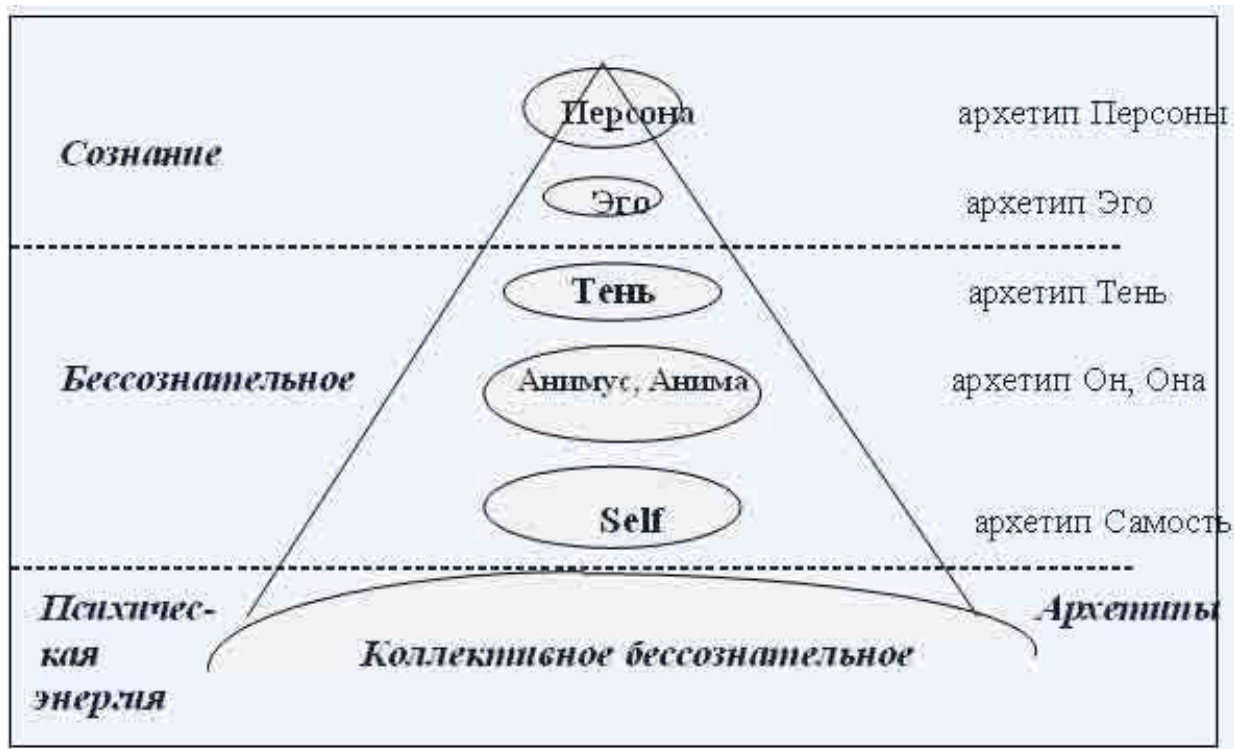 Персона
архетип Персоны
Сознание
Эго
архетип Эго
Тень
архетип Тень
Бессознательное
Анимус, Анима
архетип Он, Она
Self
архетип Самость
Психичес-
кая
энергия
Архетипы
Коллективное бессознательное